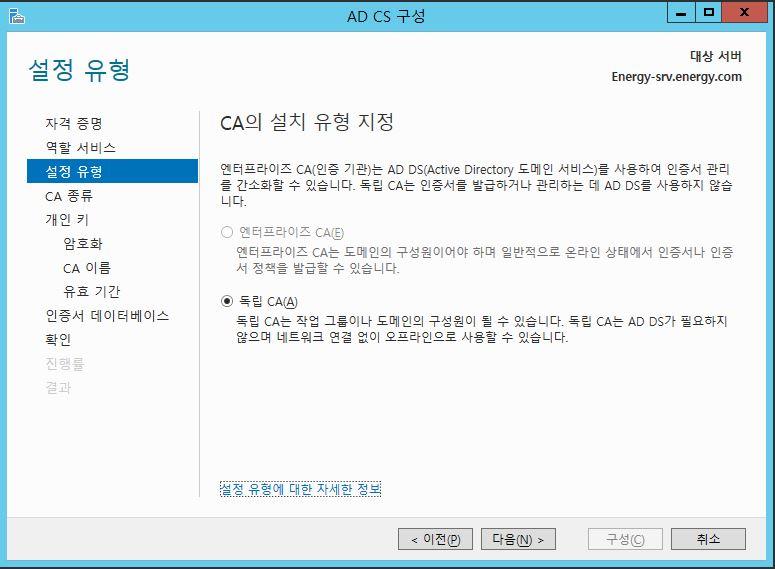 AD CS 구성
설정 유형
대상 서버
Energy-srv.energy.com
자격 증명
역할 서비스
설정 유형
CA 종류
개인 키
암호화
CA 이름
유효 기간
인증서 데이터베이스
확인
진행률
결과
CA의 설치 유형 지정
엔터프라이즈 CA(인증 기관)는 AD DS(Active Directory 도메인 서비스)를 사용하여 인증서 관리
를 간소화할 수 있습니다. 독립 CA는 인증서를 발급하거나 관리하는 데 AD DS를 사용하지 않습
니다.
엔터프라이즈 CA(E)
엔터프라이즈 CA는 도메인의 구성원이어야 하며 일반적으로 온라인 상태에서 인증서나 인증
서 정책을 발급할 수 있습니다.
독립 CA(A)
독립 CA는 작업 그룹이나 도메인의 구성원이 될 수 있습니다. 독립 CA는 AD DS가 필요하지
않으며 네트워크 연결 없이 오프라인으로 사용할 수 있습니다.
설정 유형에 대한 자세한 정보
< 이전(P)
다음(N) >
구성(C)
취소